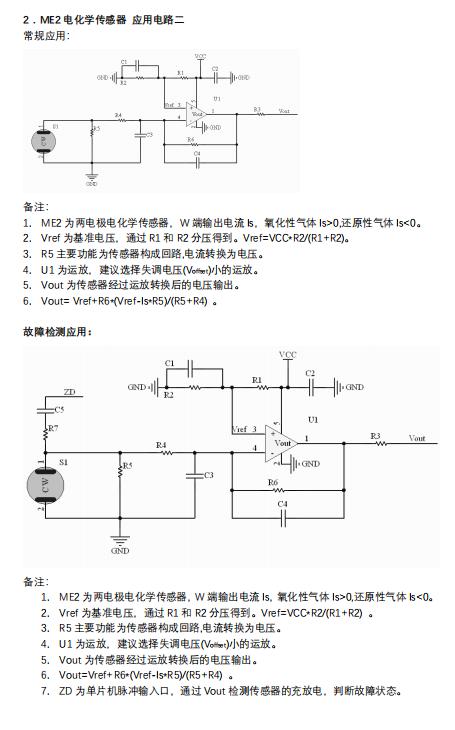 2．ME2 电化学传感器 应用电路二
常规应用：
C1
VCC
GND
R2
R1
C2
GND
U1
Vref 3
5
Vout
1
R3
Vout
R4
4
2
GND
S1
1
CW
2
R5
C3
R6
C4
GND
备注：
1. ME2 为两电极电化学传感器，W 端输出电流 Is，氧化性气体 Is>0,还原性气体 Is<0。
2. Vref 为基准电压，通过 R1 和 R2 分压得到。Vref=VCC*R2/(R1+R2)。
3. R5 主要功能为传感器构成回路,电流转换为电压。
4. U1 为运放，建议选择失调电压(Voffset)小的运放。
5. Vout 为传感器经过运放转换后的电压输出。
6. Vout= Vref+R6*(Vref-Is*R5)/(R5+R4) 。
故障检测应用：
C1
VCC
ZD
GND
R2
R1
C2
GND
C5
R7
U1
Vref 3
+
5
Vout
1
R3
Vout
R4
4
-
2
GND
1
S1
CW
2
R5
C3
R6
C4
GND
备注：
1. ME2 为两电极电化学传感器，W 端输出电流 Is，氧化性气体 Is>0,还原性气体 Is<0。
2. Vref 为基准电压，通过 R1 和 R2 分压得到。Vref=VCC*R2/(R1+R2) 。
3. R5 主要功能为传感器构成回路,电流转换为电压。
4. U1 为运放，建议选择失调电压(Voffset)小的运放。
5. Vout 为传感器经过运放转换后的电压输出。
6. Vout=Vref+R6*(Vref-Is*R5)/(R5+R4) 。
7. ZD 为单片机脉冲输入口，通过 Vout 检测传感器的充放电，判断故障状态。